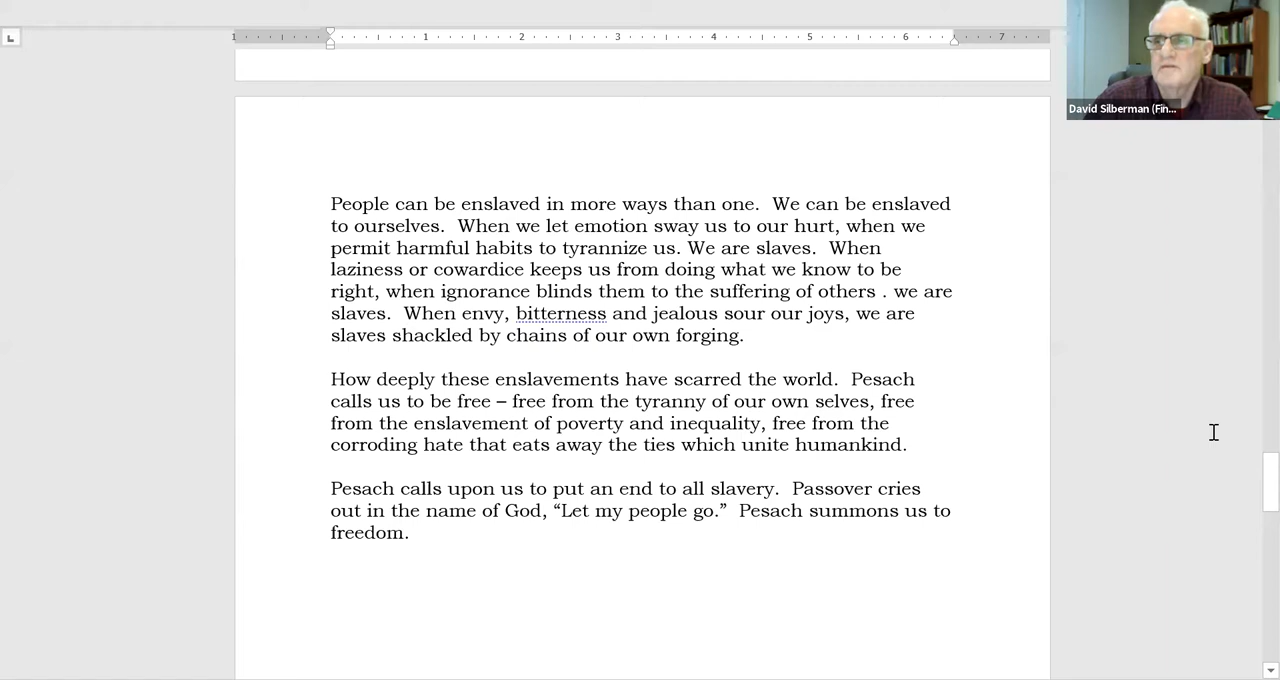 1 1 2 3 4 5 6 7
David Silberman (Fin...
People can be enslaved in more ways than one.  We can be enslaved
to ourselves.  When we let emotion sway us to our hurt, when we
permit harmful habits to tyrannize us. We are slaves.  When
laziness or cowardice keeps us from doing what we know to be
right, when ignorance blinds them to the suffering of others . we are
slaves.  When envy, bitterness and jealous sour our joys, we are
slaves shackled by chains of our own forging.
How deeply these enslavements have scarred the world.  Pesach
calls us to be free – free from the tyranny of our own selves, free
from the enslavement of poverty and inequality, free from the
corroding hate that eats away the ties which unite humankind.
Pesach calls upon us to put an end to all slavery.  Passover cries
out in the name of God, “Let my people go.”  Pesach summons us to
freedom.